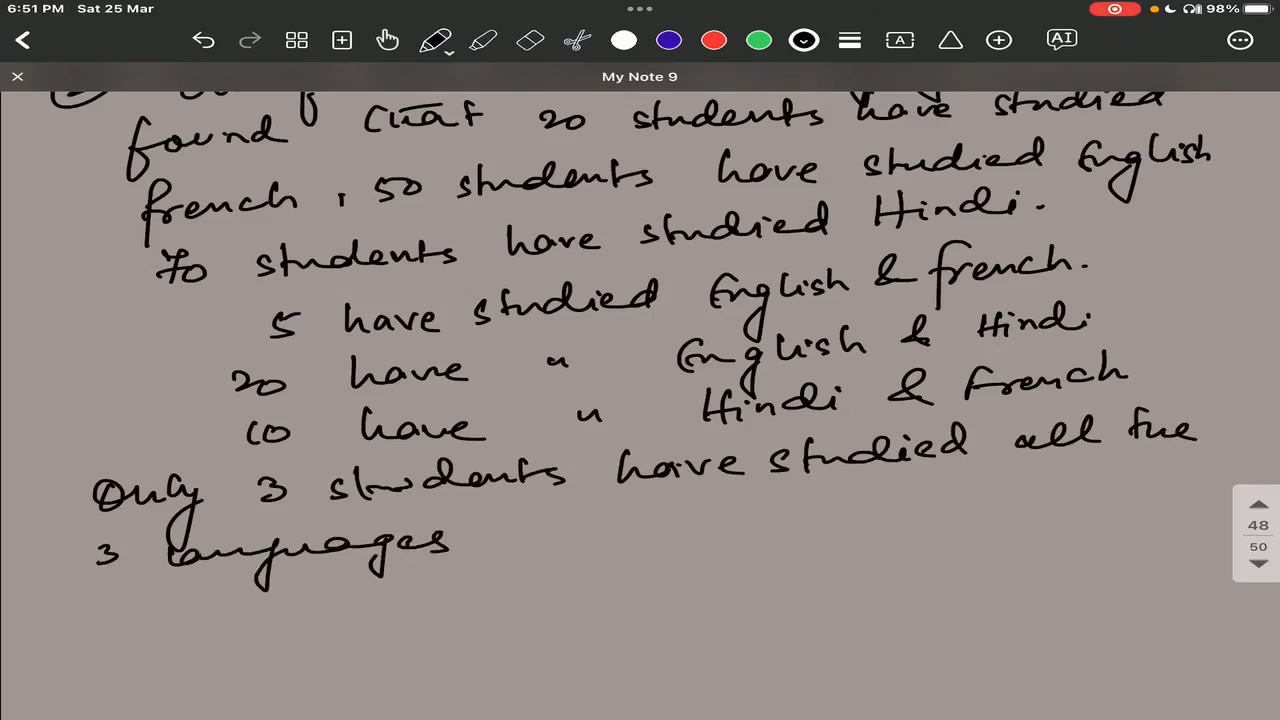 6:51 PM Sat 25 Mar 98%
AI
My Note 9
found that 20 students have studied
french, 50 students have studied English
70 students have studied Hindi.
5 have studied English & french.
20 have " English & Hindi
10 have " Hindi & French
Only 3 students have studied all the
3 languages
48
50